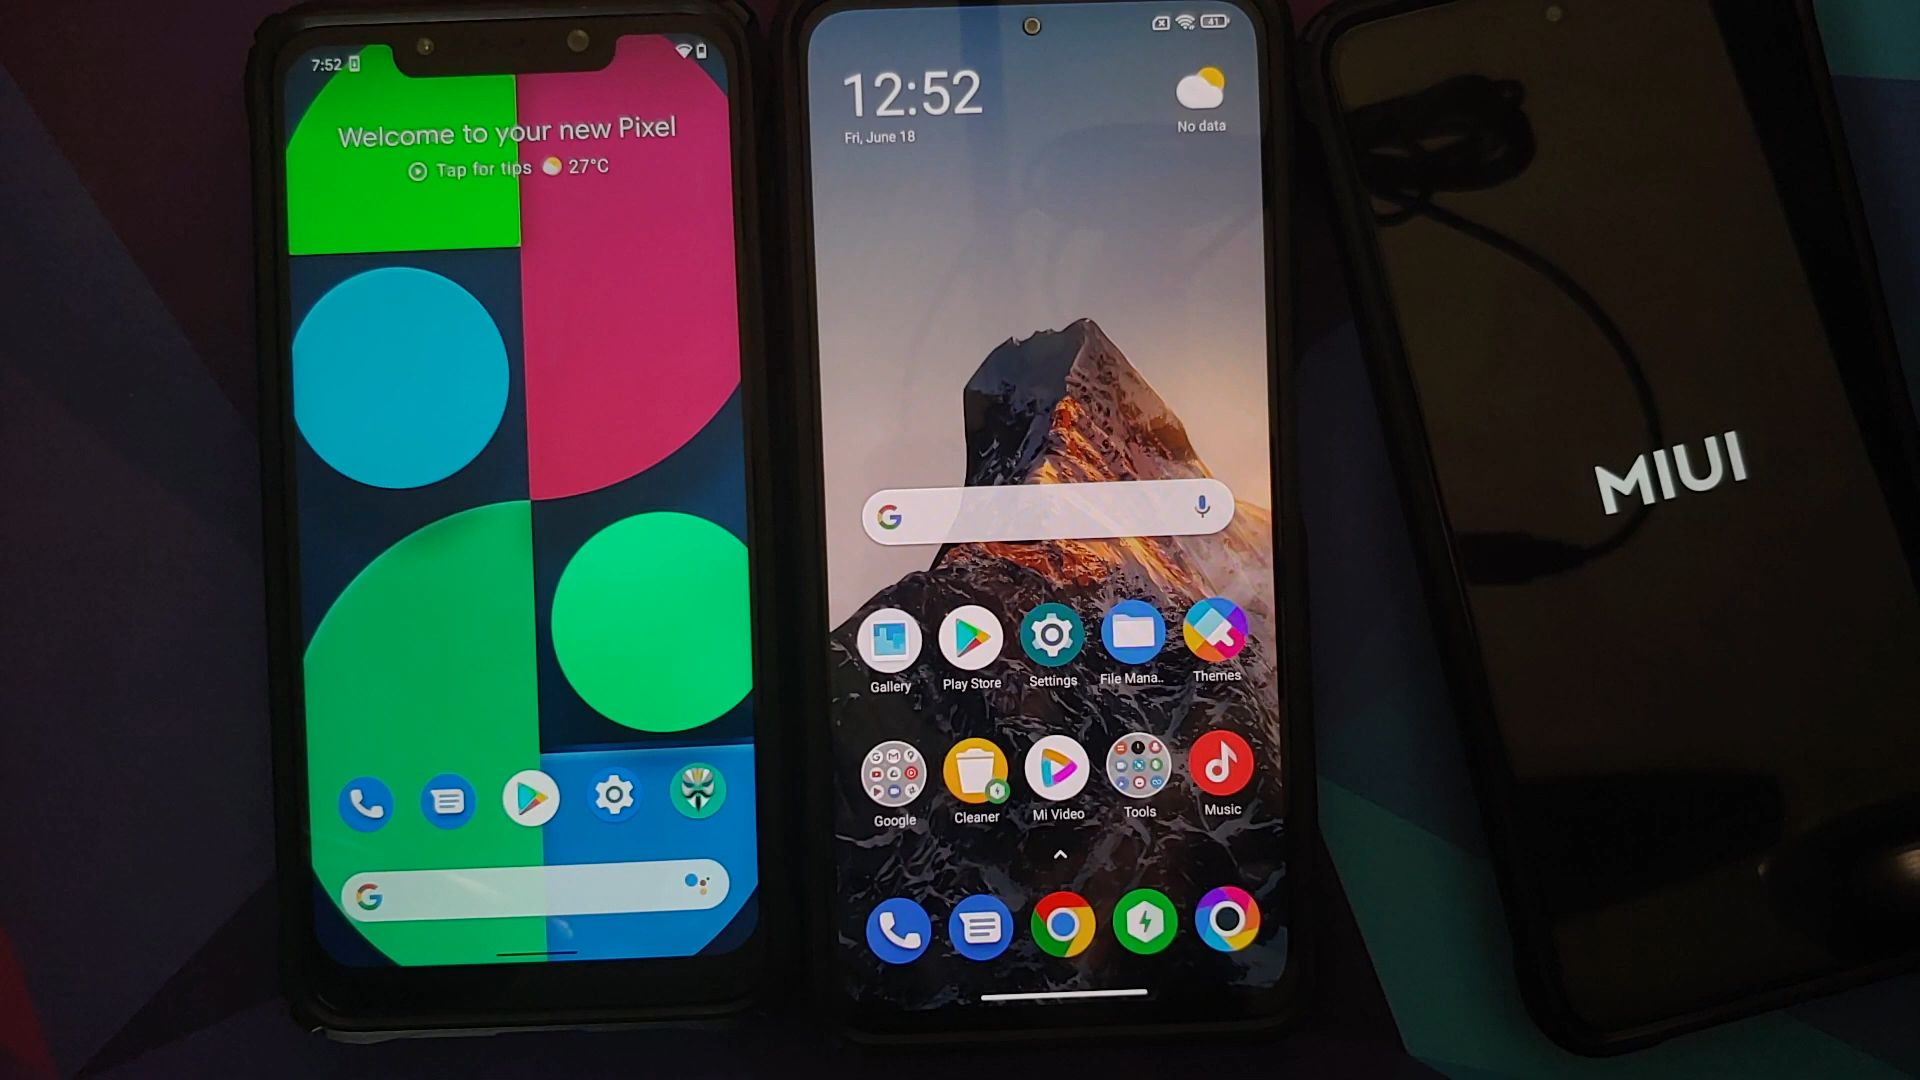 7:52
Welcome to your new Pixel
Tap for tips 27°C
41
12:52
Fri, June 18
No data
Gallery
Play Store
Settings
File Mana..
Themes
Google
Cleaner
Mi Video
Tools
Music
MIUI